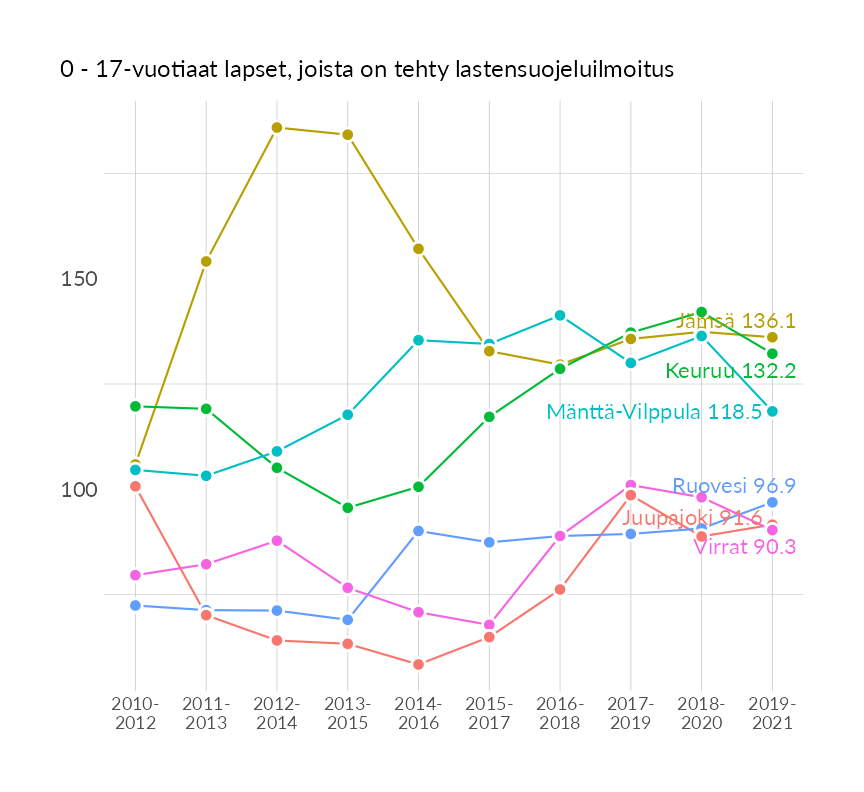 0 - 17-vuotiaat lapset, joista on tehty lastensuojeluilmoitus
150
100
Jämsä 136.1
Keuruu 132.2
Mänttä-Vilppula 118.5
Ruovesi 96.9
Juupajoki 91.6
Virrat 90.3
2010- 2011- 2012- 2013- 2014- 2015- 2016- 2017- 2018- 2019-
2012 2013 2014 2015 2016 2017 2018 2019 2020 2021